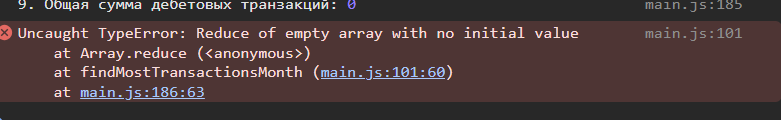 9. Общая сумма дебетовых транзакций: 0 main.js:185
Uncaught TypeError: Reduce of empty array with no initial value main.js:101
at Array.reduce (<anonymous>)
at findMostTransactionsMonth (main.js:101:60)
at main.js:186:63